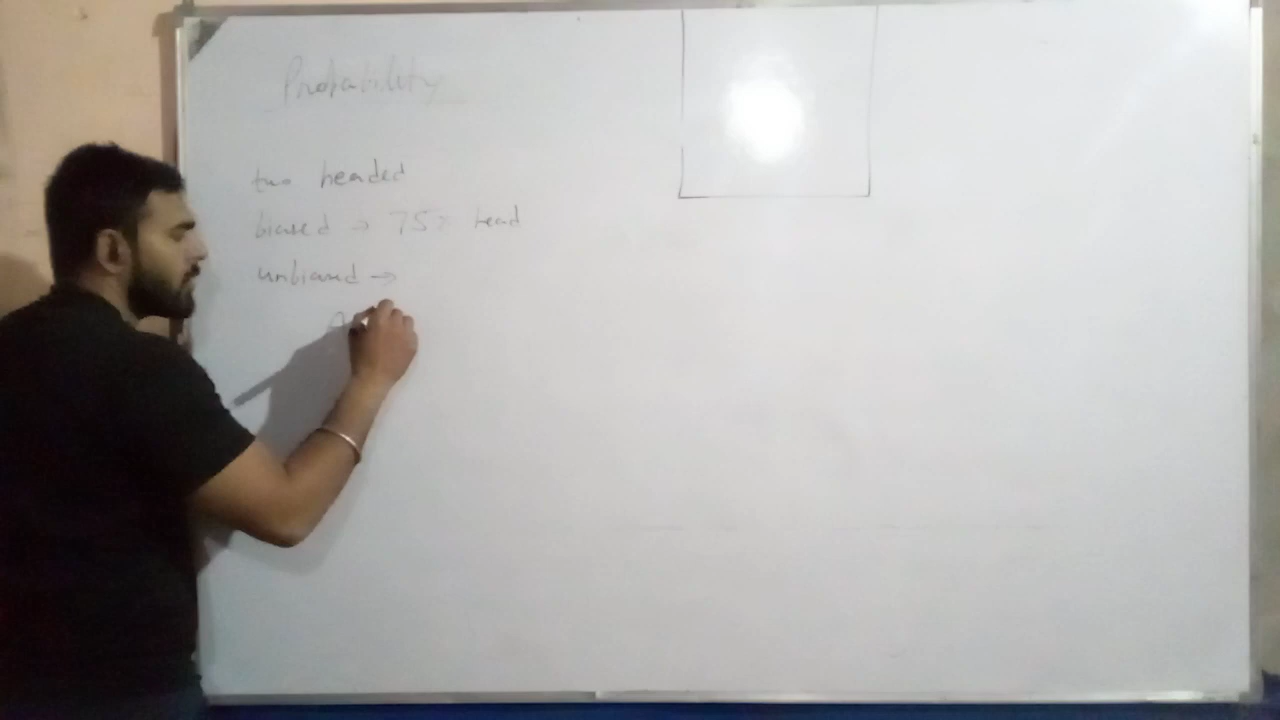 Probability
two headed
biased → 75% head
unbiased →